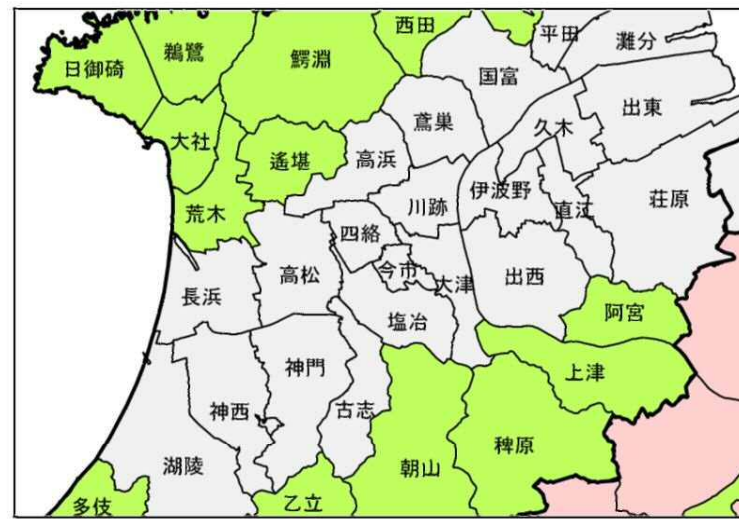 西田
平田
灘分
日御碕
鵜鷺
鰐淵
国富
出東
鳶巣
久木
大社
遙堪
高浜
伊波野
直江
荘原
川跡
荒木
四絡
今市
大津
出西
高松
長浜
塩冶
阿宮
上津
神門
古志
神西
稗原
湖陵
朝山
多伎
乙立